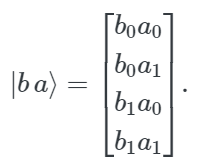 |b a⟩ = [b₀a₀
b₀a₁
b₁a₀
b₁a₁].